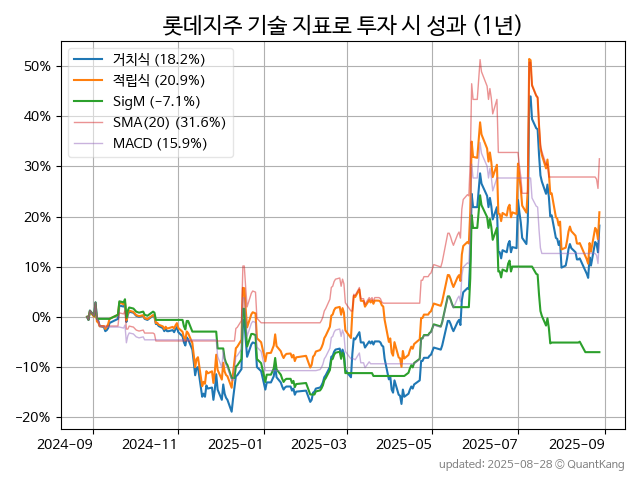 롯데지주 기술 지표로 투자 시 성과 (1년)
거치식 (18.2%)
적립식 (20.9%)
SigM (−7.1%)
SMA(20) (31.6%)
MACD (15.9%)
50%
40%
30%
20%
10%
0%
−10%
−20%
2024-09 2024-11 2025-01 2025-03 2025-05 2025-07 2025-09
updated: 2025-08-28 © QuantKang